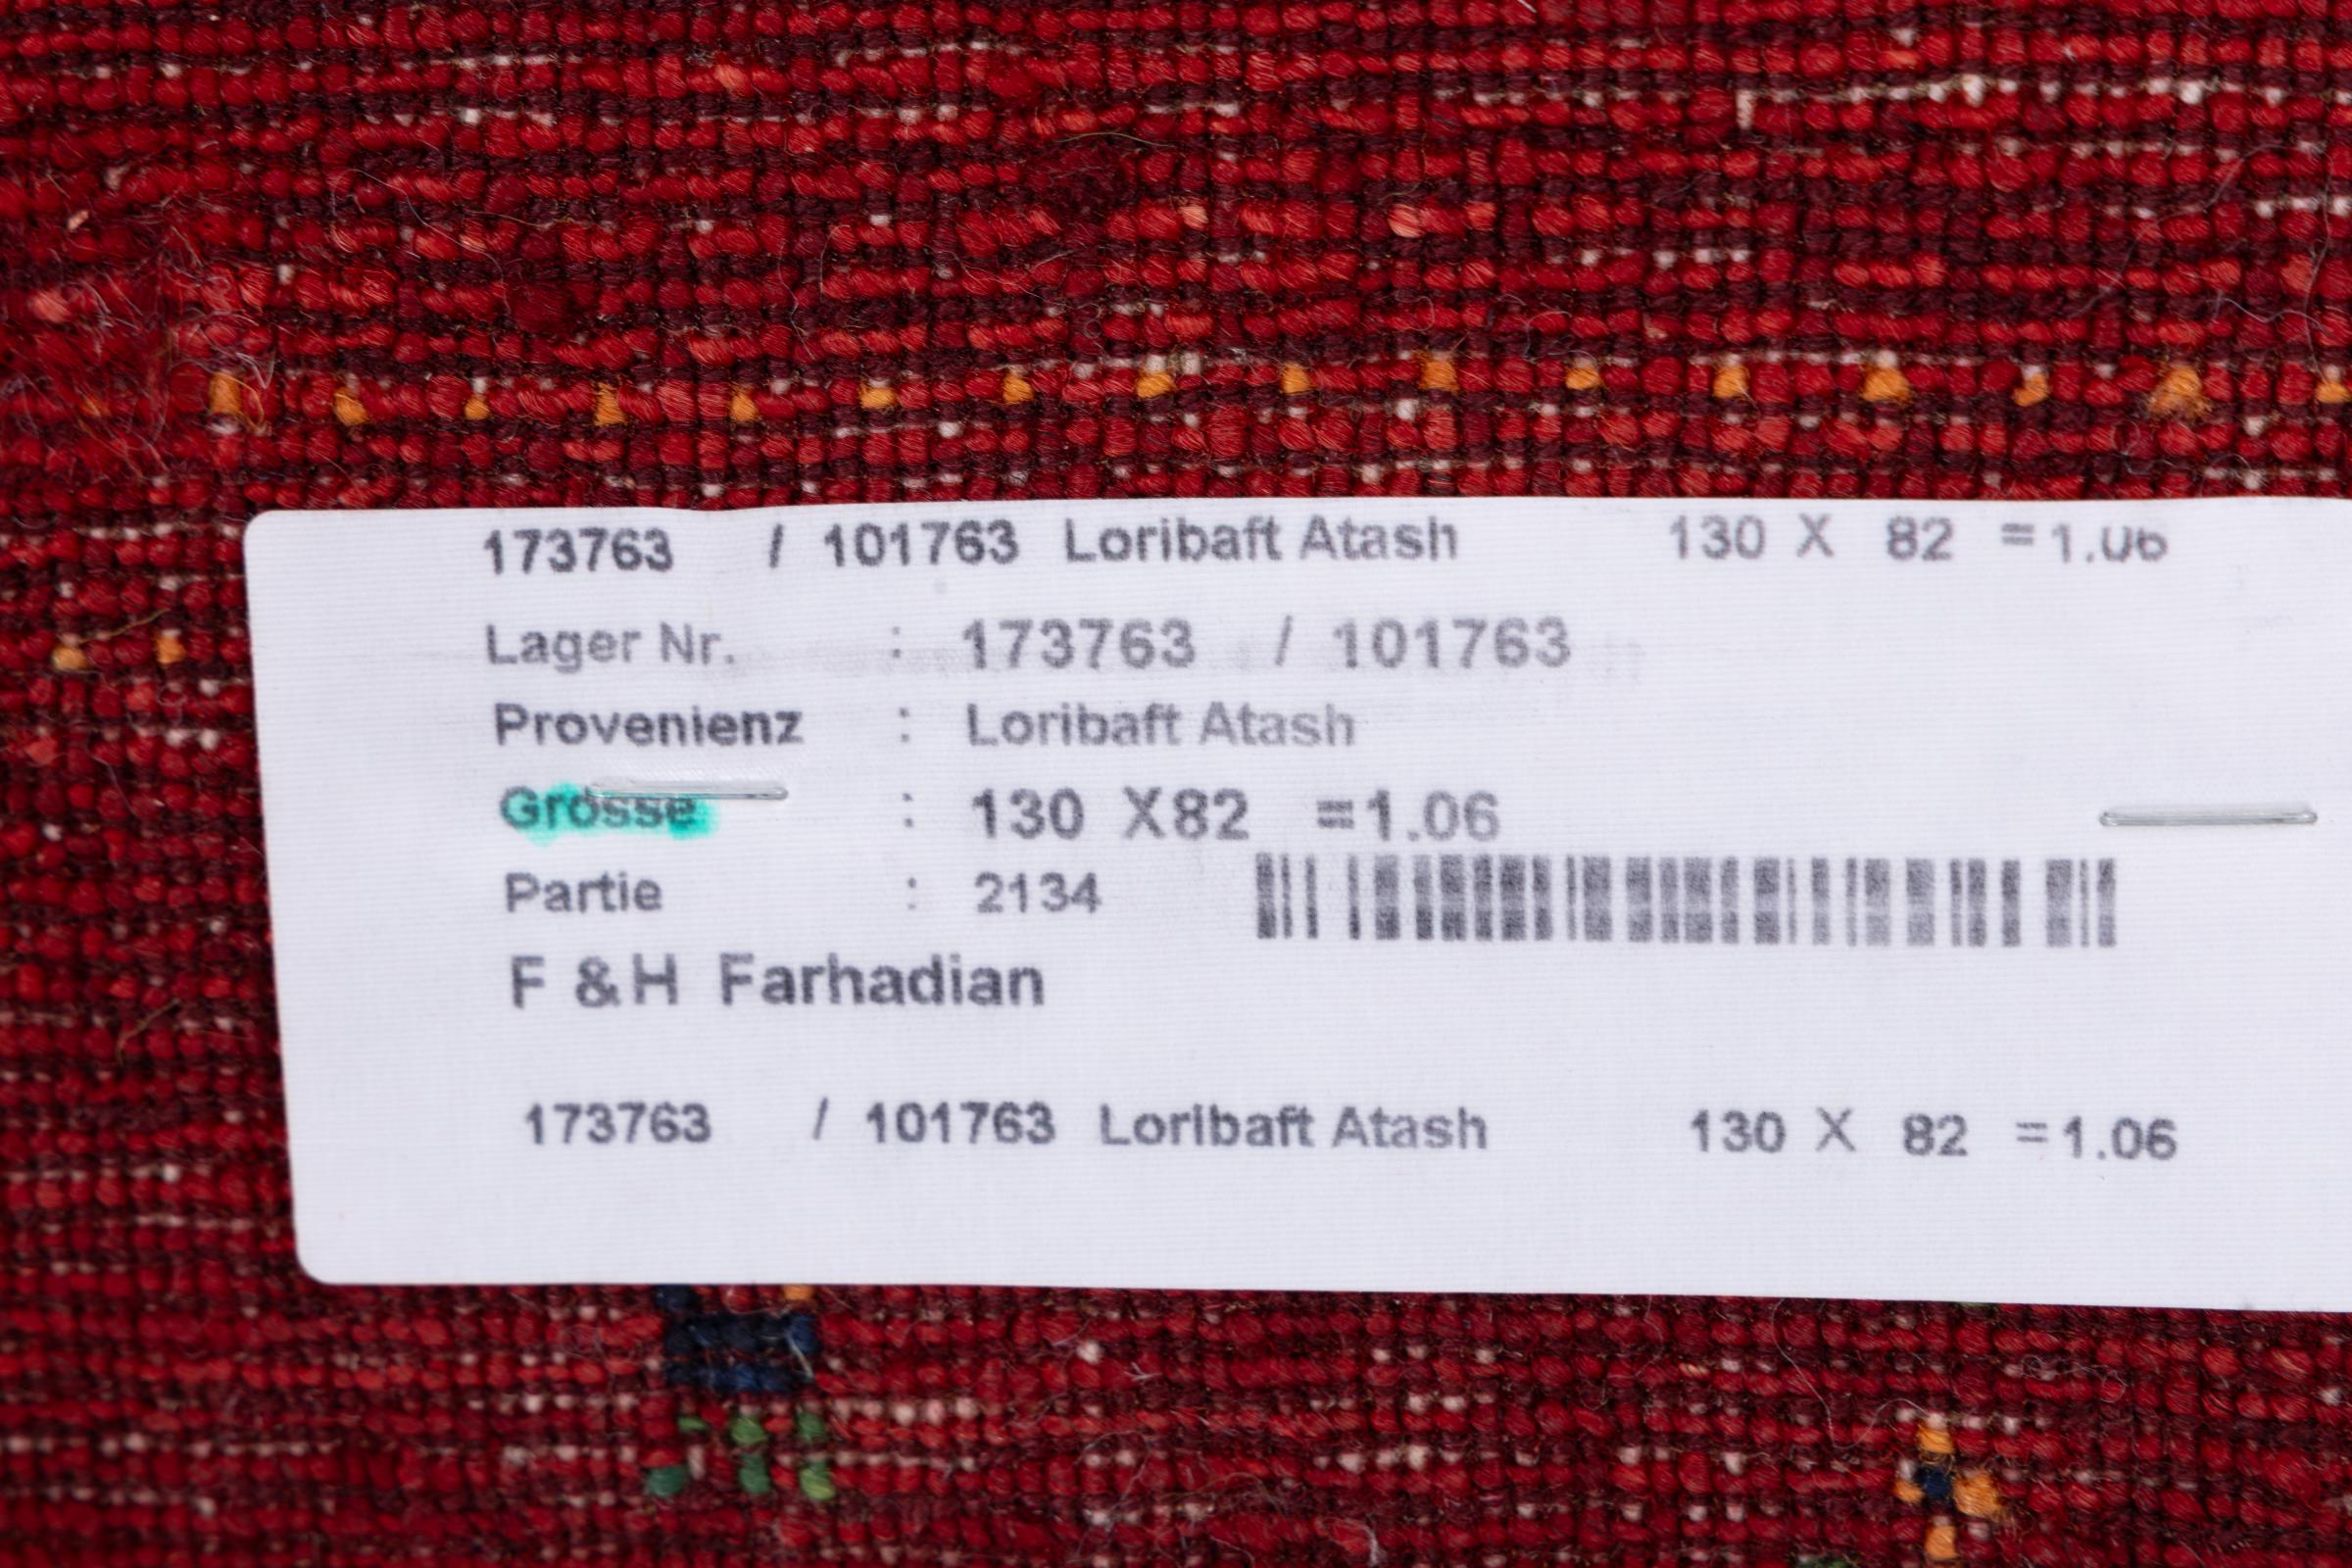 173763 / 101763 Loribaft Atash 130 X 82 =1.06
Lager Nr. : 173763 / 101763
Provenienz : Loribaft Atash
Grösse : 130 X82 =1.06
Partie : 2134
F &H Farhadian
173763 / 101763 Loribaft Atash 130 X 82 =1.06